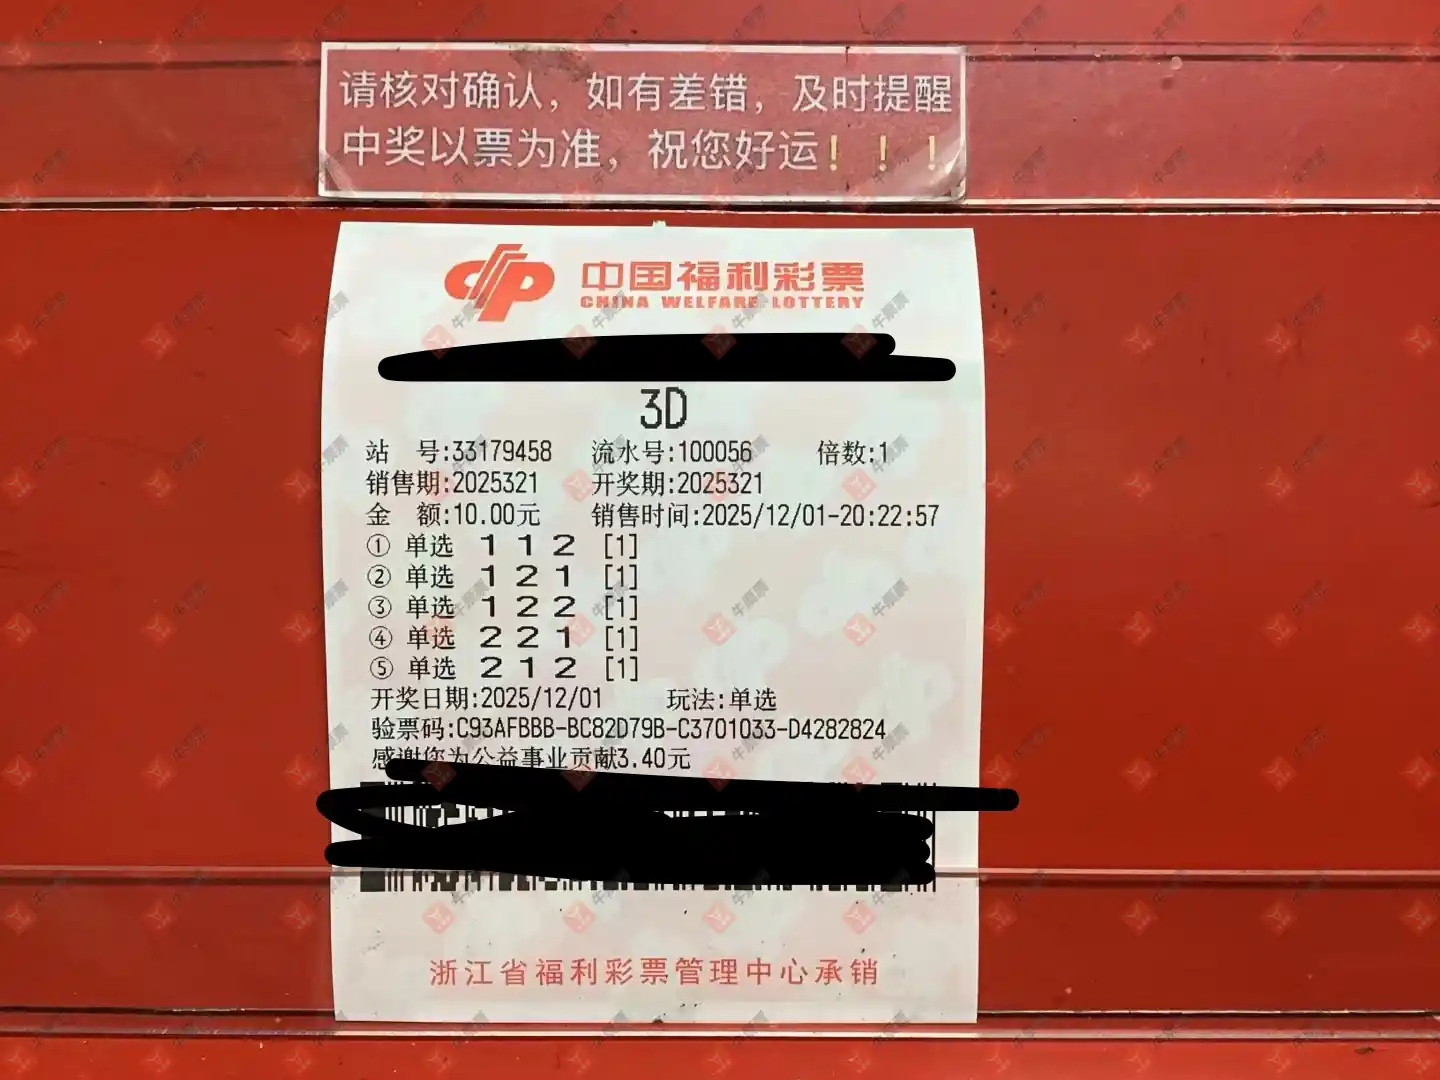 请核对确认，如有差错，及时提醒
中奖以票为准，祝您好运！！！
中国福利彩票
CHINA WELFARE LOTTERY
3D
站 号:33179458 流水号:100056 倍数:1
销售期:2025321 开奖期:2025321
金 额:10.00元 销售时间:2025/12/01-20:22:57
① 单选 1 1 2 [1]
② 单选 1 2 1 [1]
③ 单选 1 2 2 [1]
④ 单选 2 2 1 [1]
⑤ 单选 2 1 2 [1]
开奖日期:2025/12/01 玩法:单选
验票码:C93AFBBB-BC82D79B-C3701033-D4282824
感谢您为公益事业贡献3.40元
浙江省福利彩票管理中心承销
牛票票